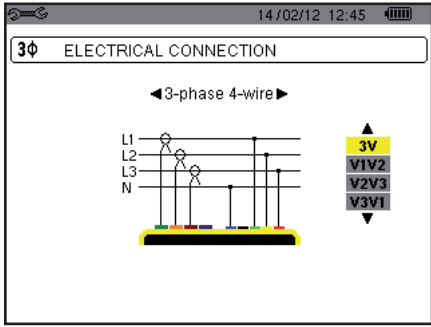 14/02/12 12:45
3ϕ ELECTRICAL CONNECTION
◄3-phase 4-wire►
L1
L2
L3
N
3V
V1V2
V2V3
V3V1